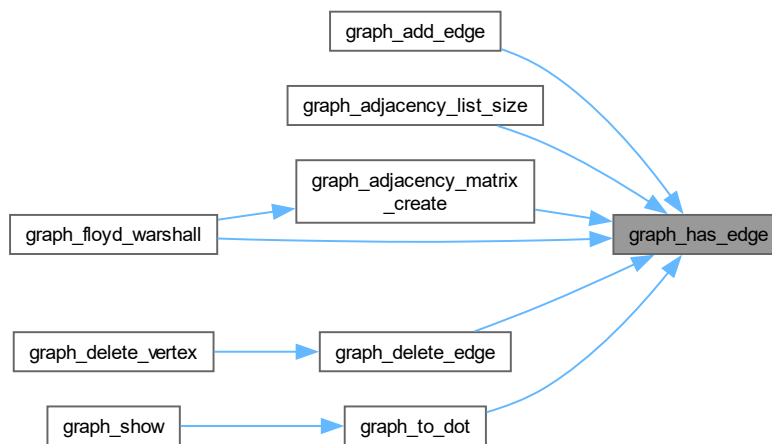 graph_add_edge
graph_adjacency_list_size
graph_adjacency_matrix
_create
graph_floyd_warshall
graph_has_edge
graph_delete_vertex
graph_delete_edge
graph_show
graph_to_dot